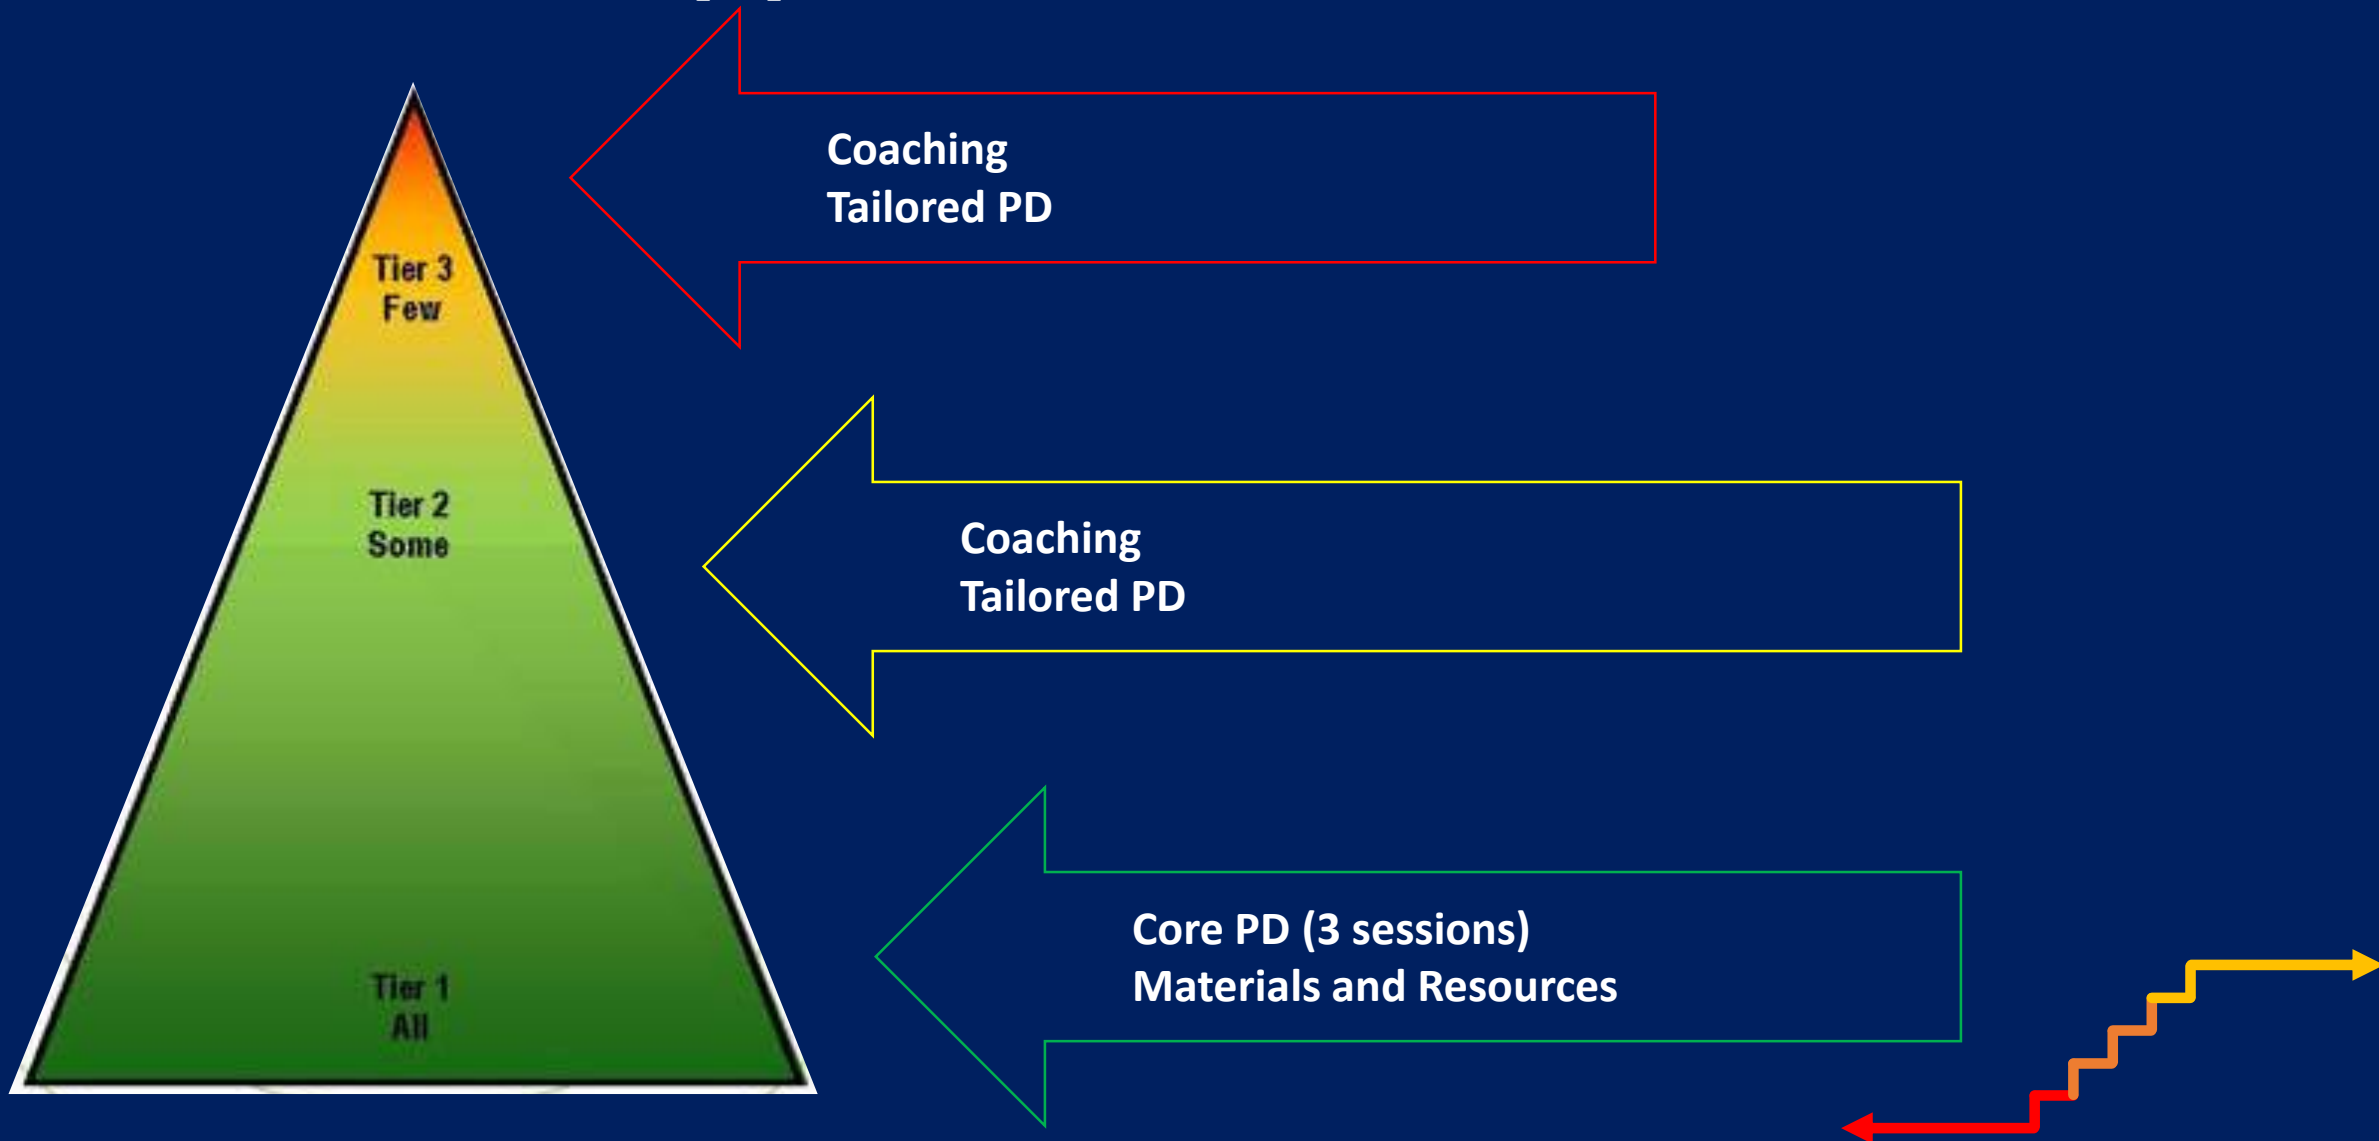 Coaching
Tailored PD
Tier 3
Few
Tier 2
Some
Coaching
Tailored PD
Core PD (3 sessions)
Materials and Resources
Tier 1
All